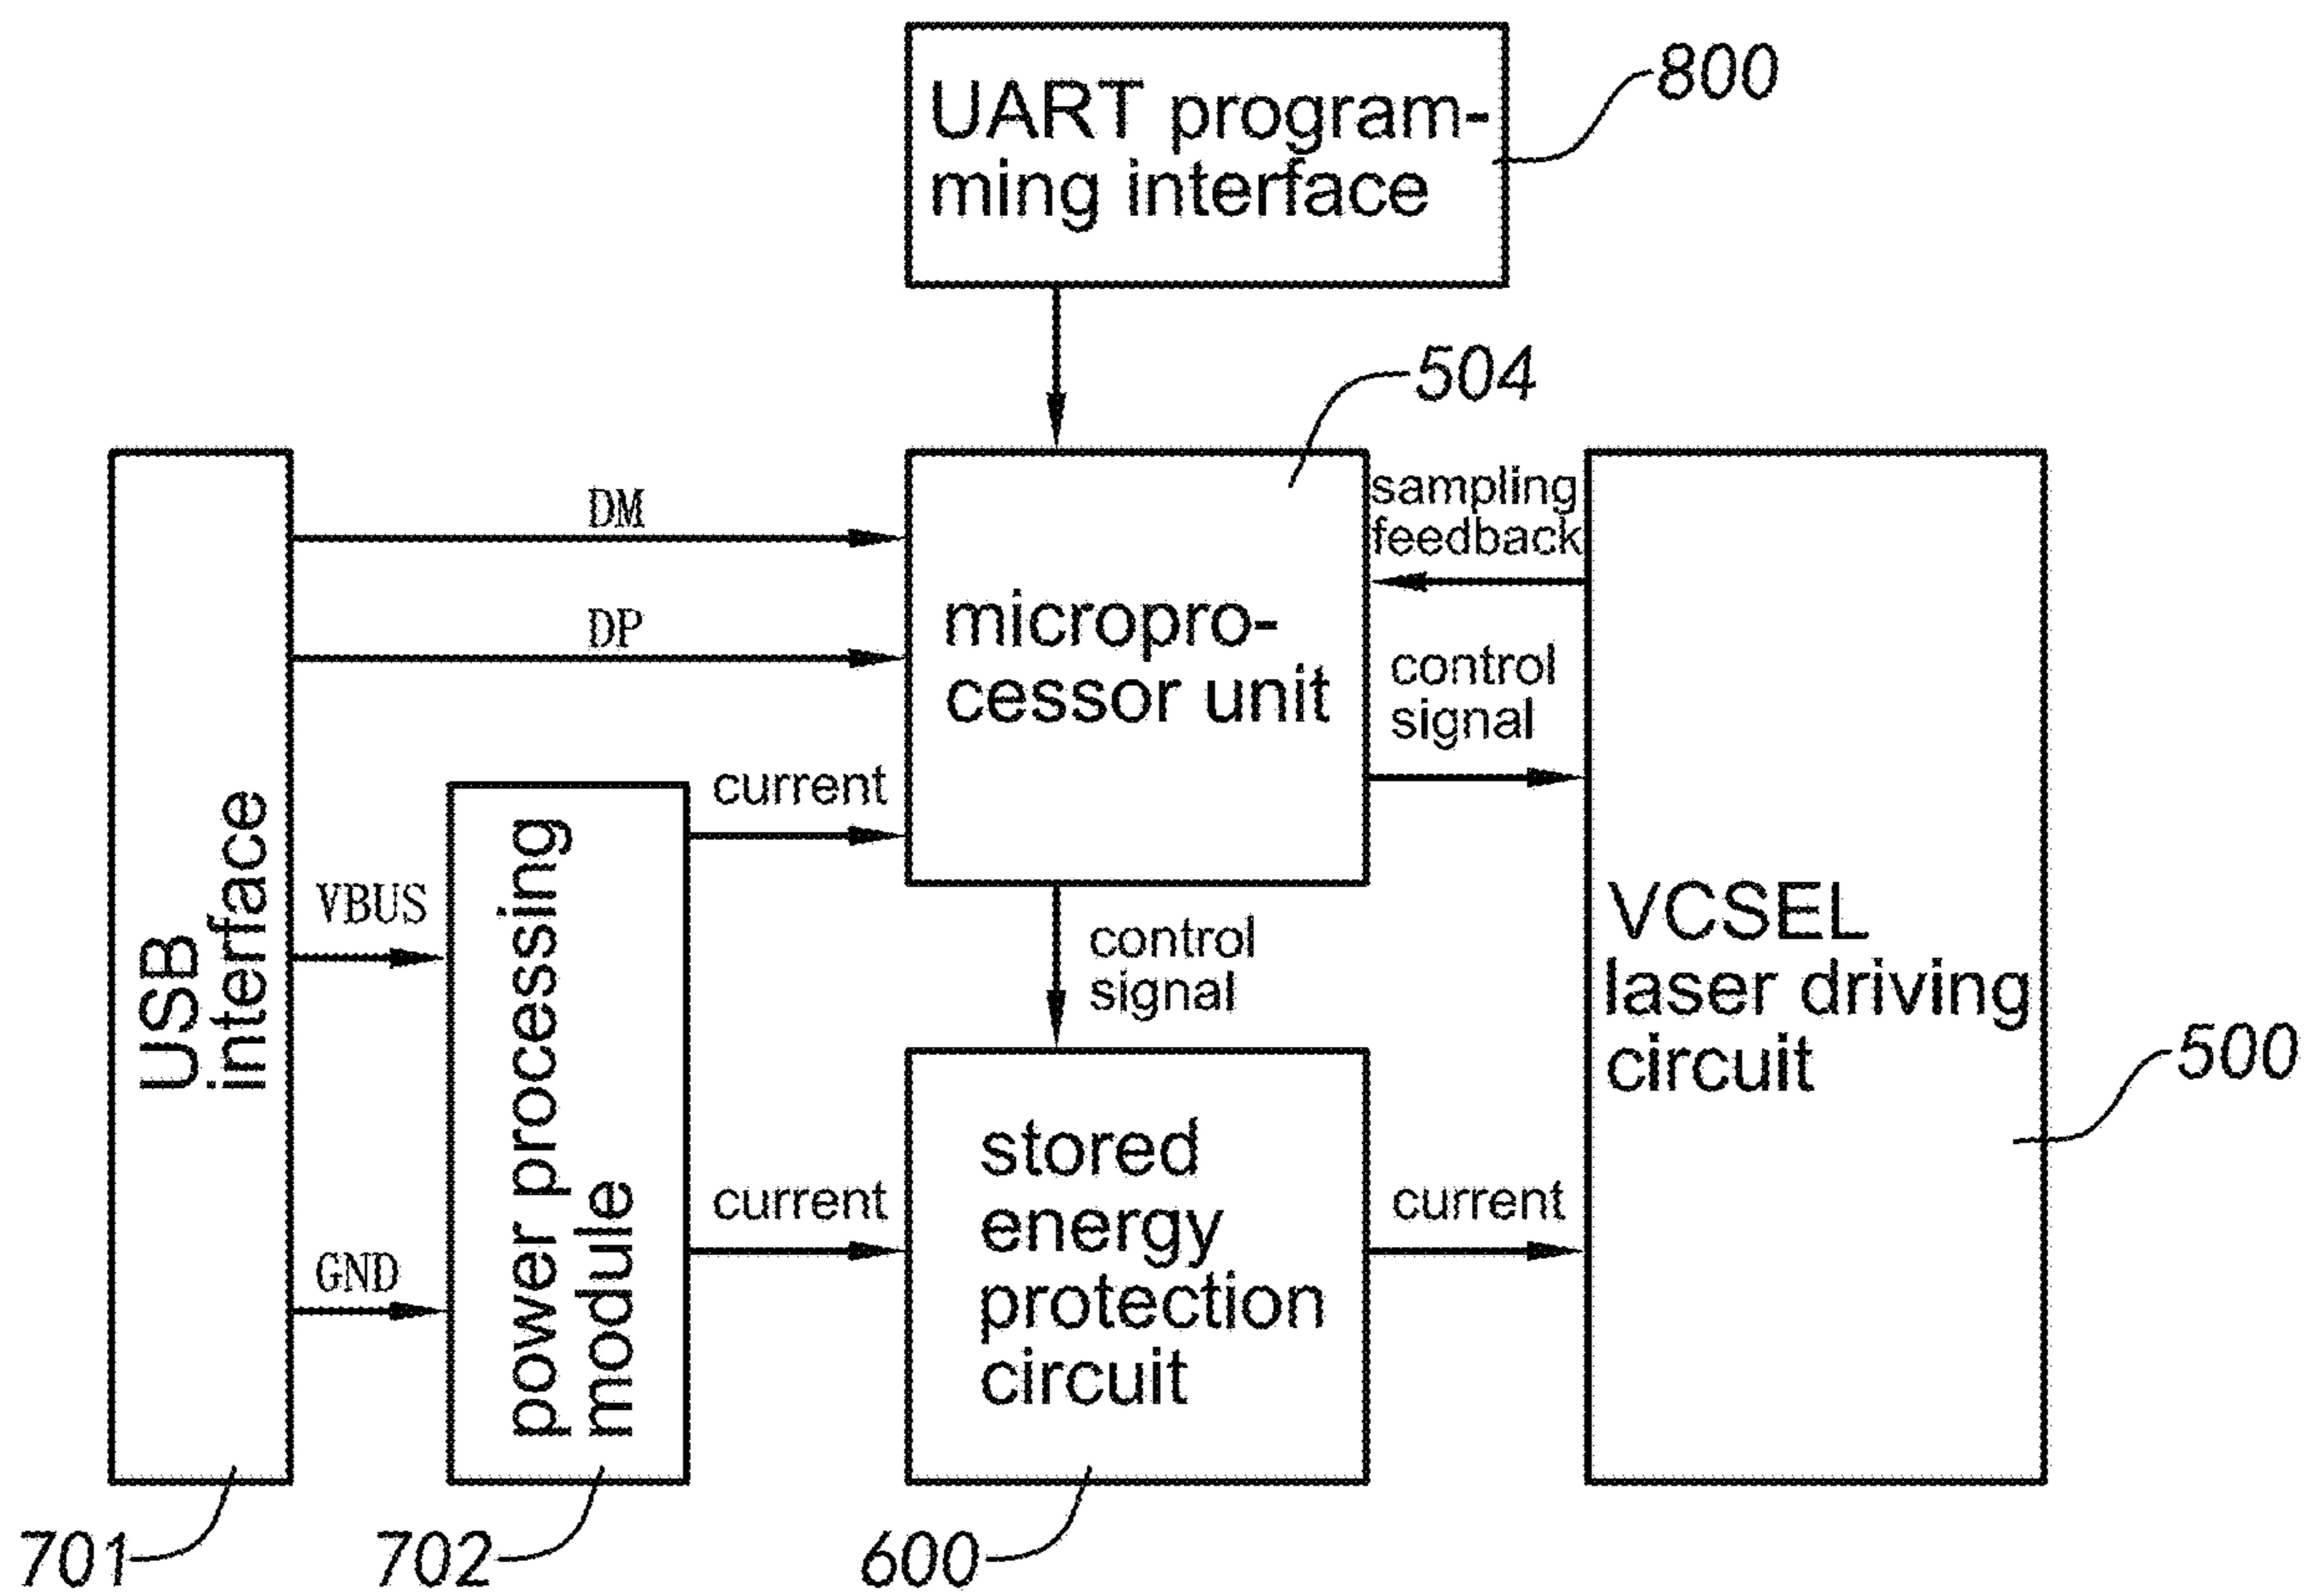 UART program-
ming interface
800
504
DM
DP
micropro-
cessor unit
sampling
feedback
control
signal
USB
interface
VBUS
GND
power processing
module
current
control
signal
VCSEL
laser driving
circuit
500
current
stored
energy
protection
circuit
current
701
702
600